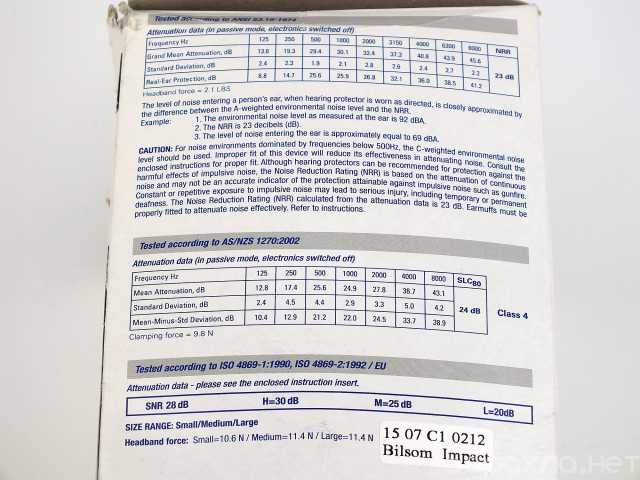 Tested according to ANSI S3.19-1974
Attenuation data (in passive mode, electronics switched off)
Frequency Hz 125 250 500 1000 2000 3150 4000 6300 8000 NRR
Grand Mean Attenuation, dB 13.6 19.3 29.4 30.1 32.4 37.2 40.8 43.9 45.6
Standard Deviation, dB 2.4 2.3 1.9 2.1 2.8 2.6 2.4 2.7 2.2 23 dB
Real-Ear Protection, dB 8.8 14.7 25.6 25.9 26.8 32.1 36.0 38.5 41.2
Headband force = 2.1 LBS
The level of noise entering a person's ear, when hearing protector is worn as directed, is closely approximated by
the difference between the A-weighted environmental noise level and the NRR.
Example: 1. The environmental noise level as measured at the ear is 92 dBA.
2. The NRR is 23 decibels (dB).
3. The level of noise entering the ear is approximately equal to 69 dBA.
CAUTION: For noise environments dominated by frequencies below 500Hz, the C-weighted environmental noise
level should be used. Improper fit of this device will reduce its effectiveness in attenuating noise. Consult the
enclosed instructions for proper fit. Although hearing protectors can be recommended for protection against the
harmful effects of impulsive noise, the Noise Reduction Rating (NRR) is based on the attenuation of continuous
noise and may not be an accurate indicator of the protection attainable against impulsive noise such as gunfire.
Constant or repetitive exposure to impulsive noise may lead to serious injury, including temporary or permanent
deafness. The Noise Reduction Rating (NRR) calculated from the attenuation data is 23 dB. Earmuffs must be
properly fitted to attenuate noise effectively. Refer to instructions.
Tested according to AS/NZS 1270:2002
Attenuation data (in passive mode, electronics switched off)
Frequency Hz 125 250 500 1000 2000 4000 8000 SLC80
Mean Attenuation, dB 12.8 17.4 25.6 24.9 27.8 38.7 43.1
Standard Deviation, dB 2.4 4.5 4.4 2.9 3.3 5.0 4.2 24 dB Class 4
Mean-Minus-Std Deviation, dB 10.4 12.9 21.2 22.0 24.5 33.7 38.9
Clamping force = 9.8 N
Tested according to ISO 4869-1:1990, ISO 4869-2:1992 / EU
Attenuation data - please see the enclosed instruction insert.
SNR 28 dB H=30 dB M=25 dB L=20dB
SIZE RANGE: Small/Medium/Large
Headband force: Small=10.6 N / Medium=11.4 N / Large=11.4 N
15 07 C1 0212
Bilsom Impact